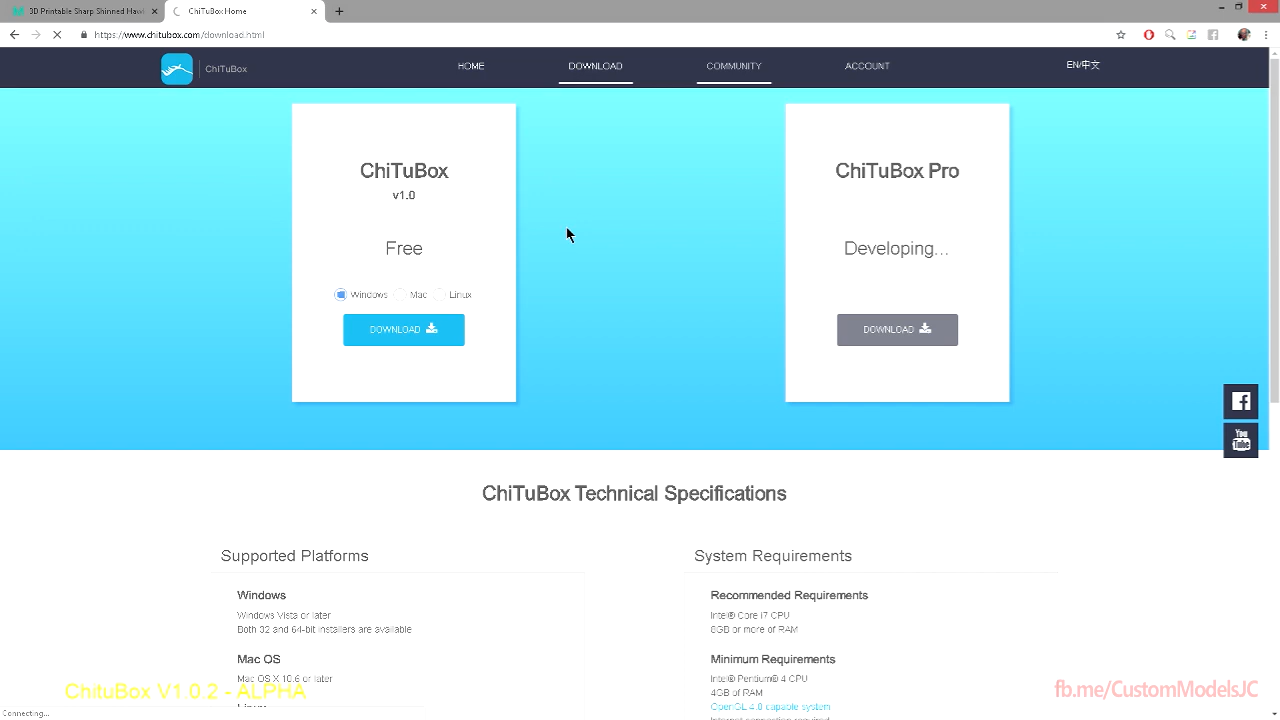 3D Printable Sharp Shinned Hawk
ChiTuBox Home
https://www.chitubox.com/download.html
ChiTuBox
HOME
DOWNLOAD
COMMUNITY
ACCOUNT
EN/中文
ChiTuBox
v1.0
Free
Windows Mac Linux
DOWNLOAD
ChiTuBox Pro
Developing...
DOWNLOAD
You
Tube
ChiTuBox Technical Specifications
Supported Platforms
Windows
Windows Vista or later
Both 32 and 64-bit installers are available
Mac OS
Mac OS X 10.6 or later
System Requirements
Recommended Requirements
Intel® Core i7 CPU
8GB or more of RAM
Minimum Requirements
Intel® Pentium® 4 CPU
4GB of RAM
OpenGL 4.0 capable system
ChituBox V1.0.2 - ALPHA
fb.me/CustomModelsJC
Connecting...